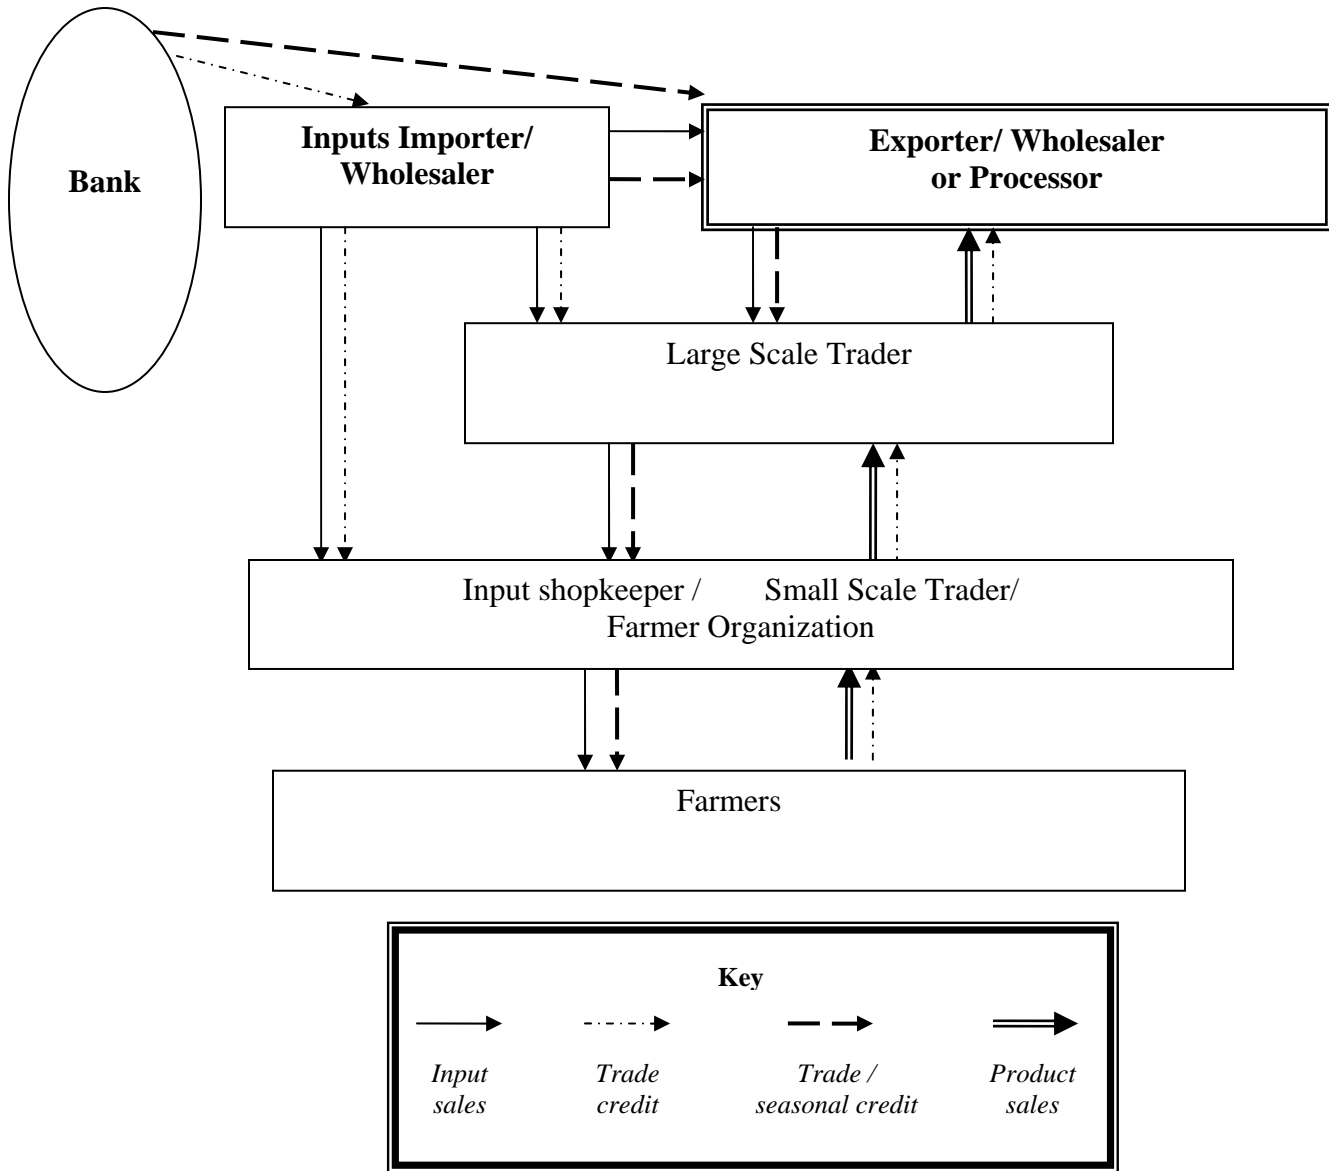 Bank
Inputs Importer/
Wholesaler
Exporter/ Wholesaler
or Processor
Large Scale Trader
Input shopkeeper / Small Scale Trader/
Farmer Organization
Farmers
Key
Input
sales
Trade
credit
Trade /
seasonal credit
Product
sales